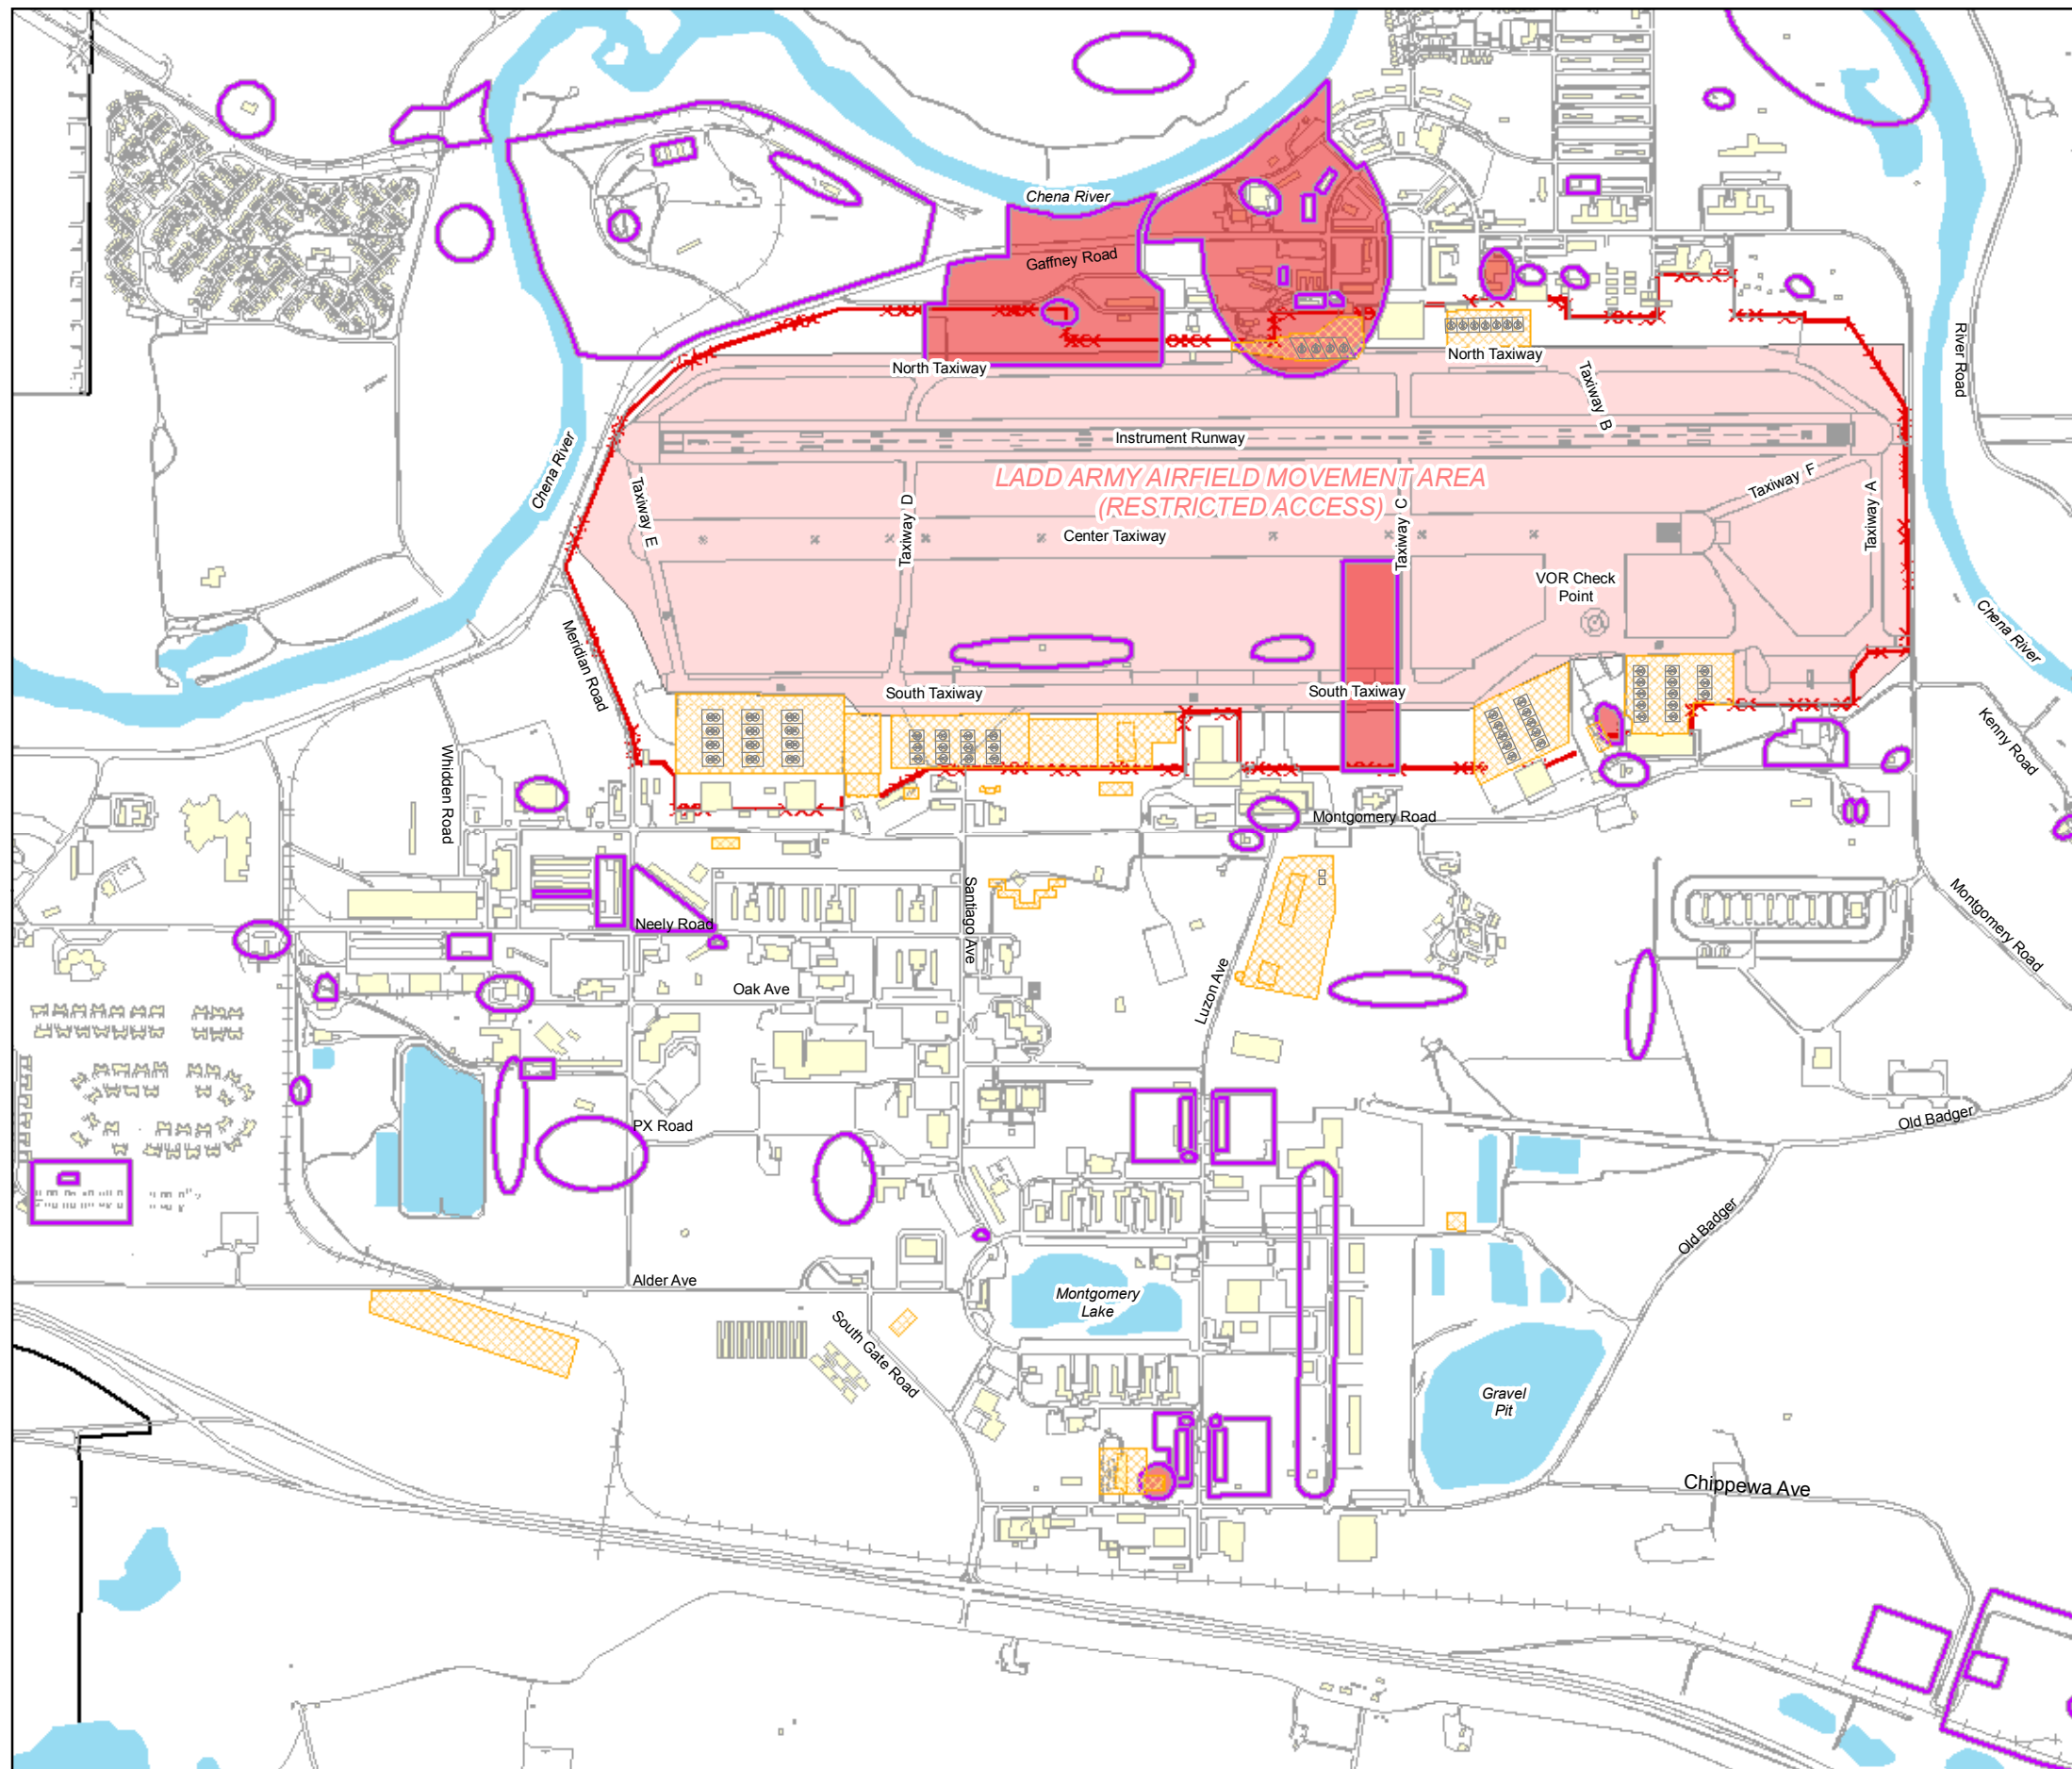 Chena River
Gaffney Road
North Taxiway
North Taxiway
River Road
Taxiway B
Instrument Runway
LADD ARMY AIRFIELD MOVEMENT AREA
(RESTRICTED ACCESS)
Chena River
Taxiway E
Taxiway D
Center Taxiway
Taxiway C
Taxiway F
Taxiway A
VOR Check
Point
Chena River
Meridian Road
South Taxiway
South Taxiway
Kenny Road
Whidden Road
Montgomery Road
Neely Road
Santiago Ave
Montgomery Road
Oak Ave
Luzon Ave
PX Road
Old Badger
Old Badger
Alder Ave
Montgomery
Lake
South Gate Road
Gravel
Pit
Chippewa Ave